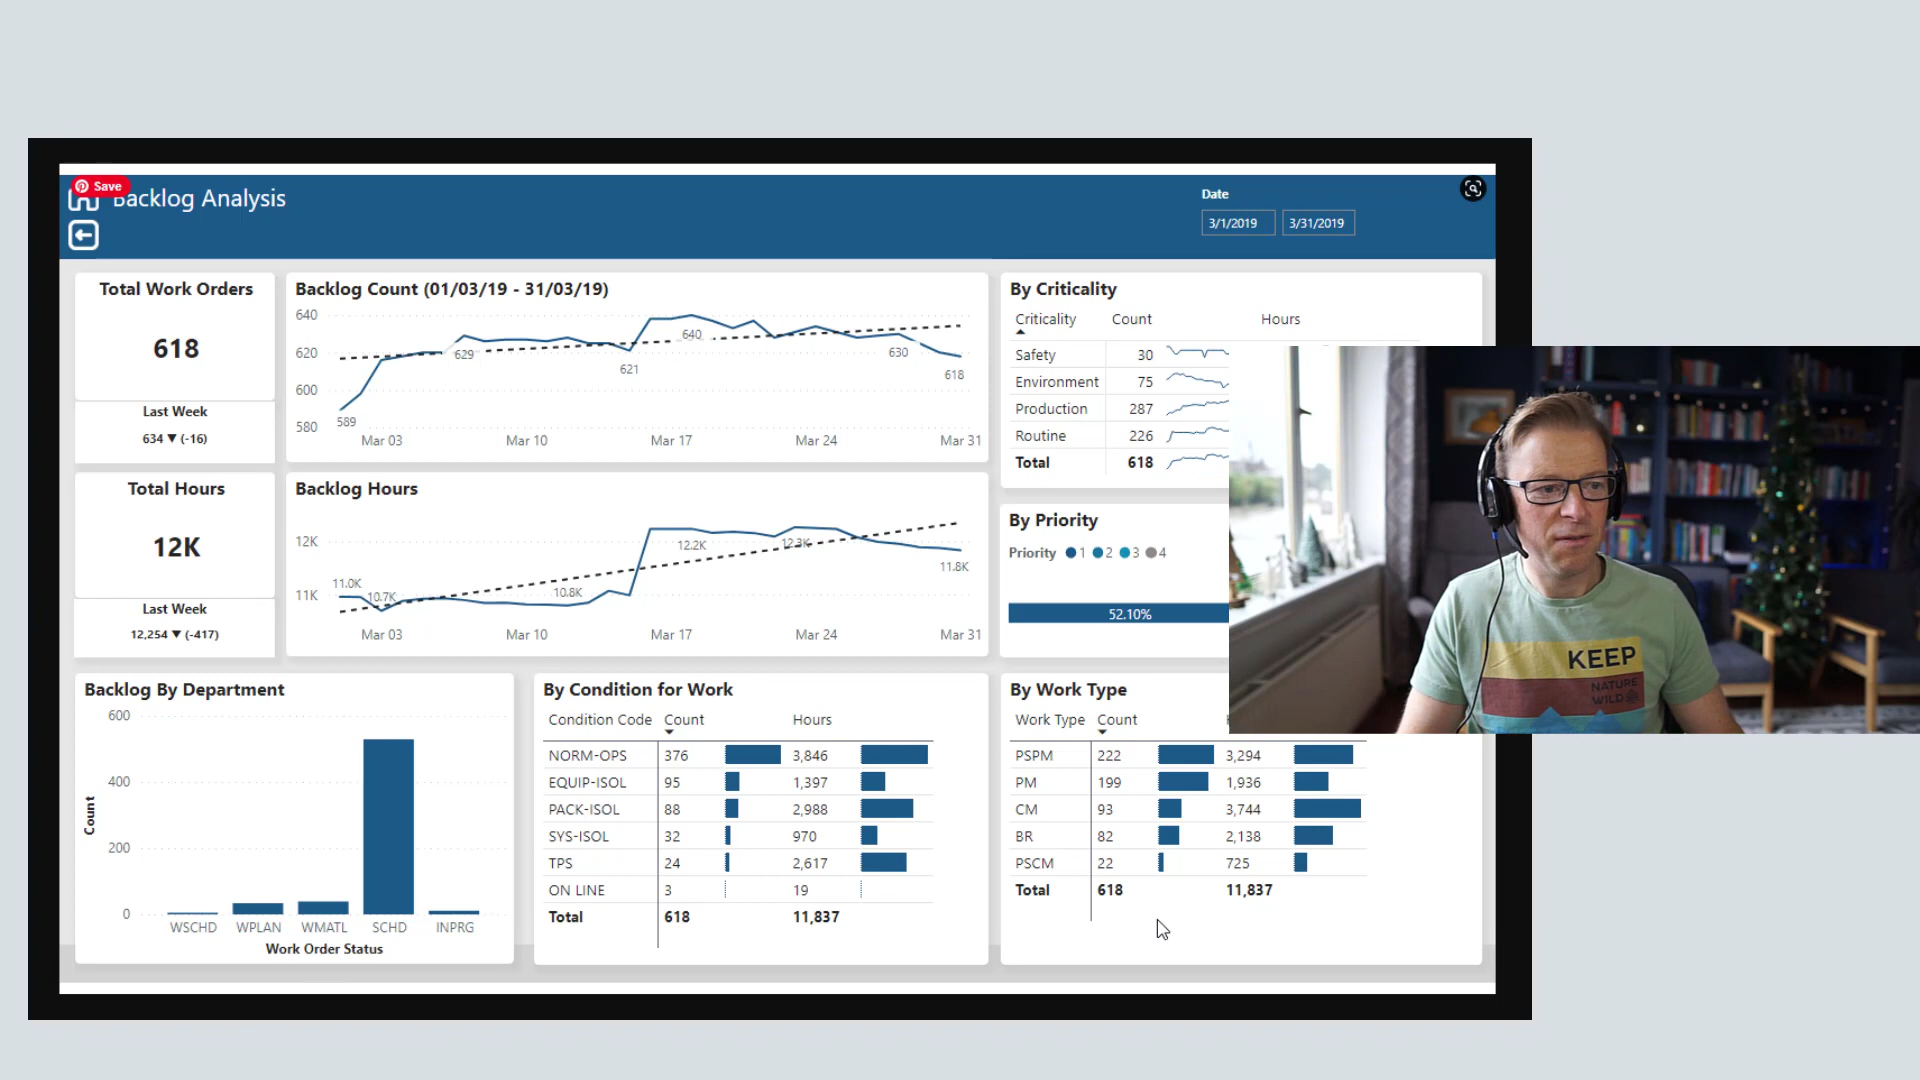 Save
Backlog Analysis
Date
3/1/2019 3/31/2019
Total Work Orders
618
Last Week
634 ▼ (-16)
Backlog Count (01/03/19 - 31/03/19)
640
620
600
580
589
629
621
640
630
618
Mar 03 Mar 10 Mar 17 Mar 24 Mar 31
By Criticality
Criticality Count Hours
Safety 30
Environment 75
Production 287
Routine 226
Total 618
Total Hours
12K
Last Week
12,254 ▼ (-417)
Backlog Hours
12K
11K
11.0K
10.7K
10.8K
12.2K
12.3K
11.8K
Mar 03 Mar 10 Mar 17 Mar 24 Mar 31
By Priority
Priority 1 2 3 4
52.10%
KEEP
NATURE
WILD
Backlog By Department
Count
600
400
200
0
WSCHD WPLAN WMATL SCHD INPRG
Work Order Status
By Condition for Work
Condition Code Count Hours
NORM-OPS 376 3,846
EQUIP-ISOL 95 1,397
PACK-ISOL 88 2,988
SYS-ISOL 32 970
TPS 24 2,617
ON LINE 3 19
Total 618 11,837
By Work Type
Work Type Count
PSPM 222 3,294
PM 199 1,936
CM 93 3,744
BR 82 2,138
PSCM 22 725
Total 618 11,837